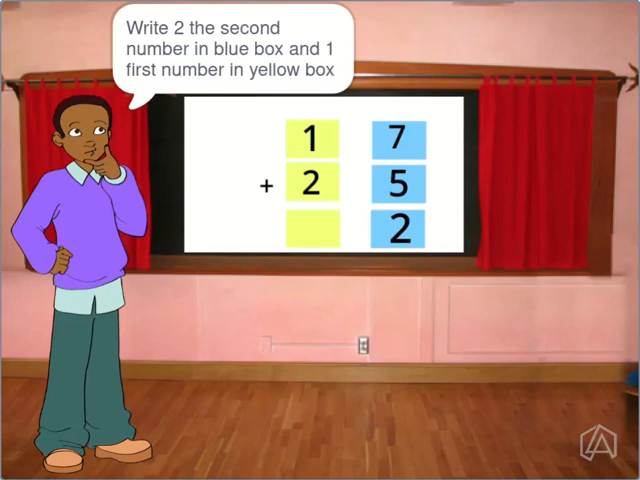 Write 2 the second
number in blue box and 1
first number in yellow box
1 7
+ 2 5
2